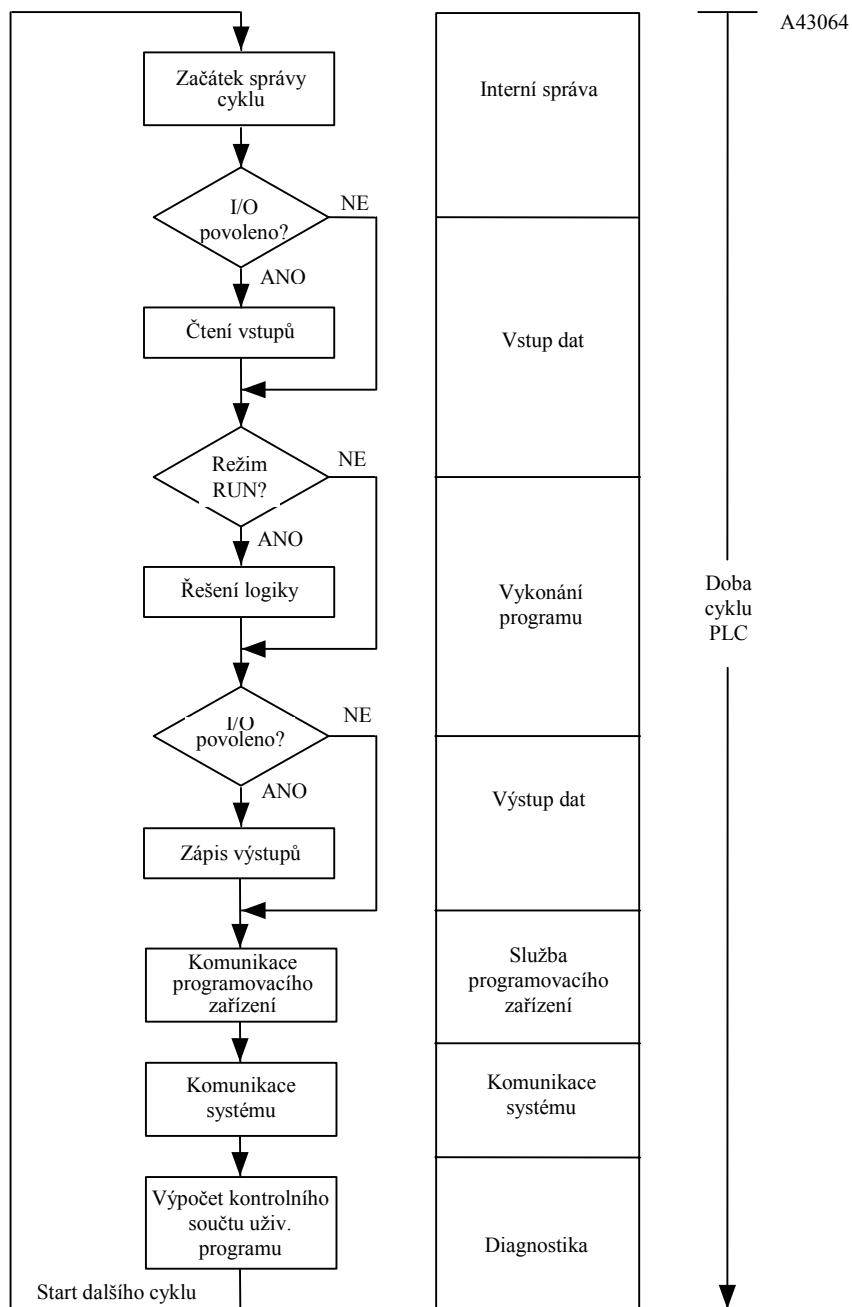 A43064
Začátek správy
cyklu
I/O
povoleno?
NE
ANO
Čtení vstupů
Režim
RUN?
NE
ANO
Řešení logiky
I/O
povoleno?
NE
ANO
Zápis výstupů
Komunikace
programovacího
zařízení
Komunikace
systému
Výpočet kontrolního
součtu uživ.
programu
Start dalšího cyklu
Interní správa
Vstup dat
Vykonání
programu
Výstup dat
Služba
programovacího
zařízení
Komunikace
systému
Diagnostika
Doba
cyklu
PLC